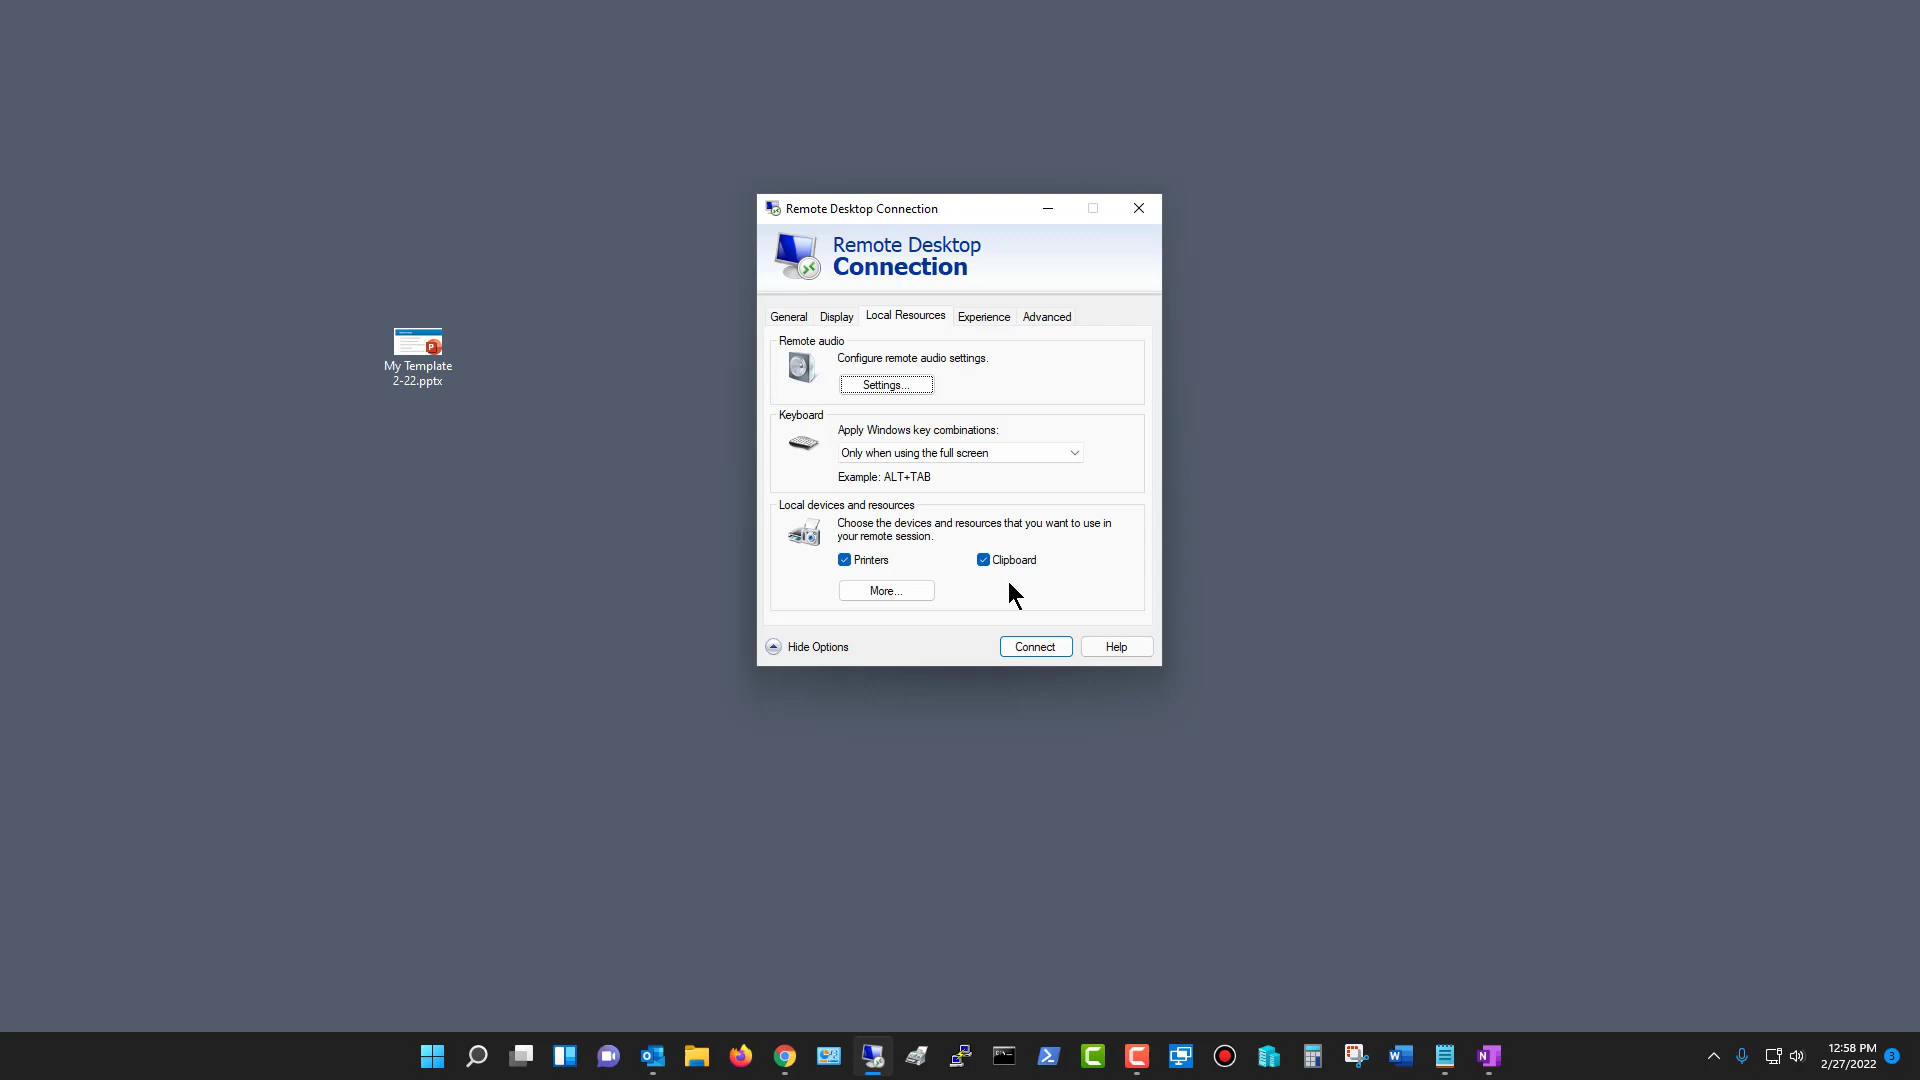 Remote Desktop Connection
Remote Desktop
Connection
General
Display
Local Resources
Experience
Advanced
Remote audio
Configure remote audio settings.
Settings...
Keyboard
Apply Windows key combinations:
Only when using the full screen
Example: ALT+TAB
Local devices and resources
Choose the devices and resources that you want to use in
your remote session.
Printers
Clipboard
More...
Hide Options
Connect
Help
My Template
2-22.pptx
12:58 PM
2/27/2022
3